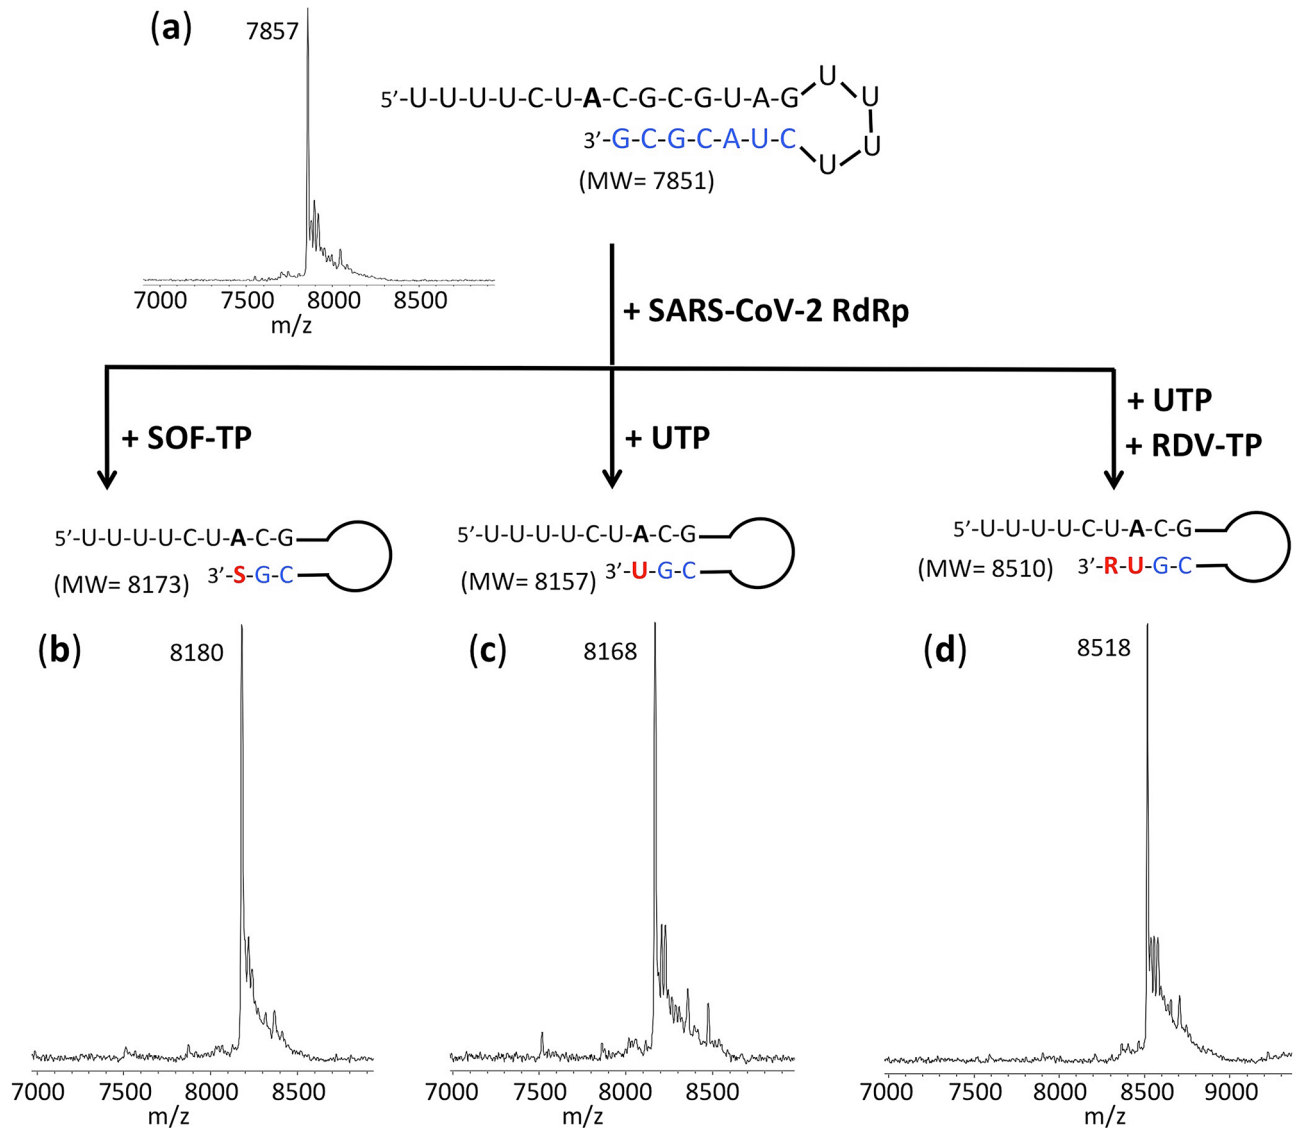 (a)
7857
5’-U-U-U-U-C-U-A-C-G-C-G-U-A-G
U
U
U
U
3’-G-C-G-C-A-U-C
(MW= 7851)
7000 7500 8000 8500
m/z
+ SARS-CoV-2 RdRp
+ SOF-TP
+ UTP
+ UTP
+ RDV-TP
5’-U-U-U-U-C-U-A-C-G
3’-S-G-C
(MW= 8173)
5’-U-U-U-U-C-U-A-C-G
3’-U-G-C
(MW= 8157)
5’-U-U-U-U-C-U-A-C-G
3’-R-U-G-C
(MW= 8510)
(b)
8180
7000 7500 8000 8500
m/z
(c)
8168
7000 7500 8000 8500
m/z
(d)
8518
7000 7500 8000 8500 9000
m/z